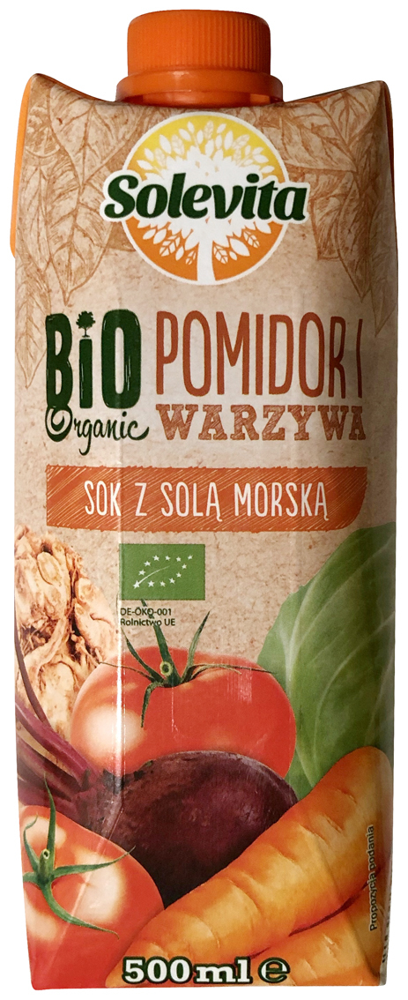 Solevita
BiO
Organic
POMIDOR I
WARZYWA
SOK Z SOLĄ MORSKĄ
DE-ÖKO-001
Rolnictwo UE
Propozycja podania
500 ml e